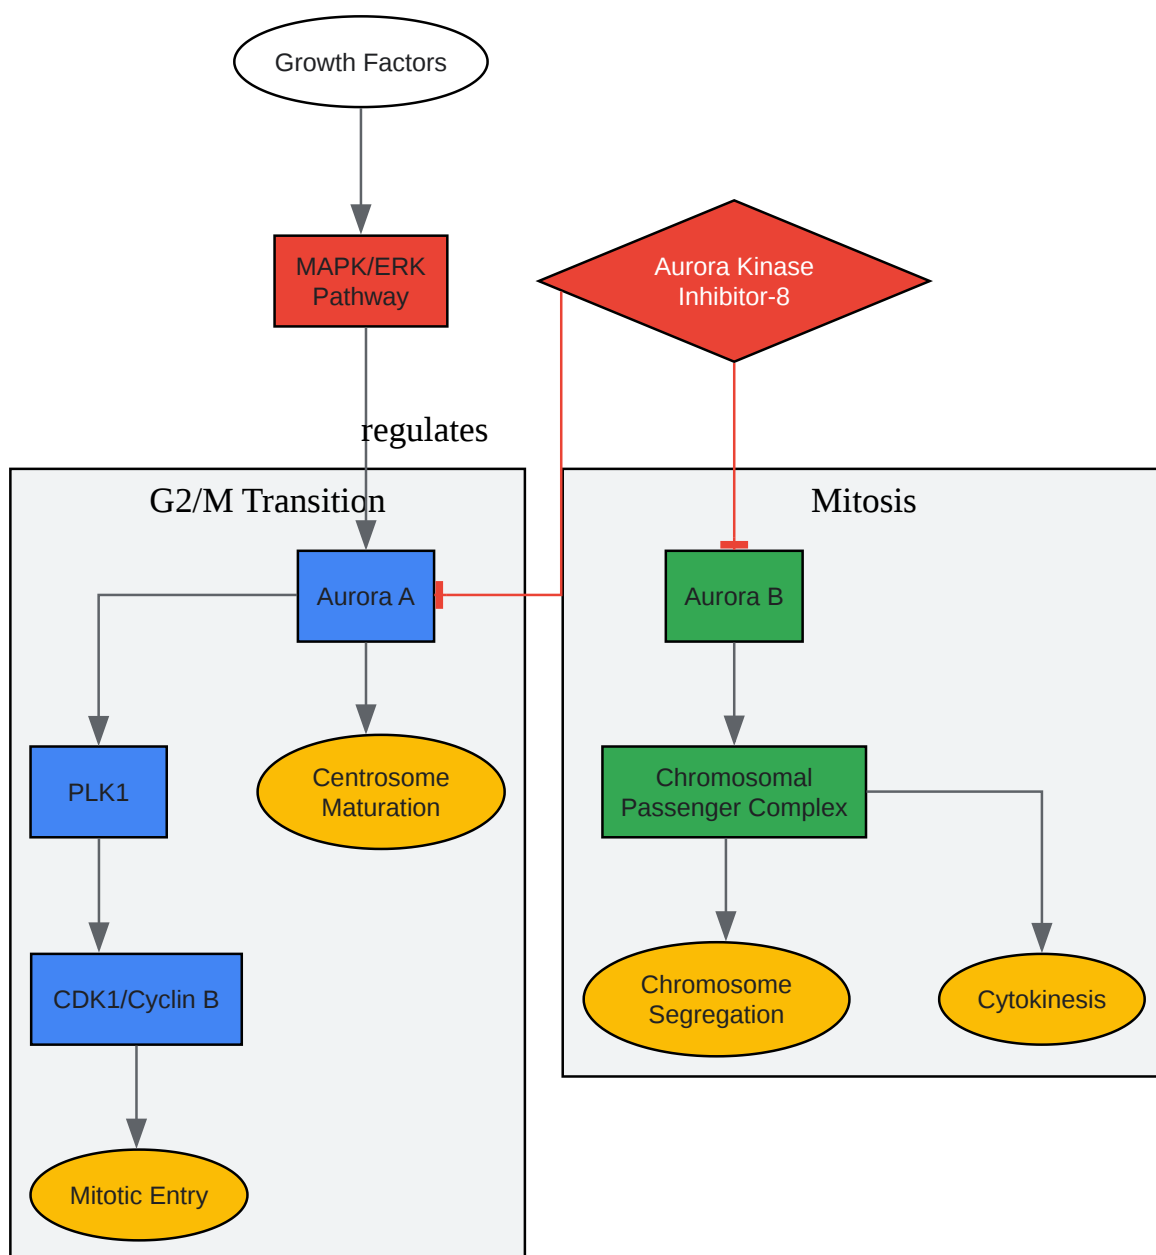 Growth Factors
MAPK/ERK
Pathway
Aurora Kinase
Inhibitor-8
regulates
G2/M Transition
Mitosis
Aurora A
Aurora B
PLK1
Centrosome
Maturation
Chromosomal
Passenger Complex
CDK1/Cyclin B
Chromosome
Segregation
Cytokinesis
Mitotic Entry